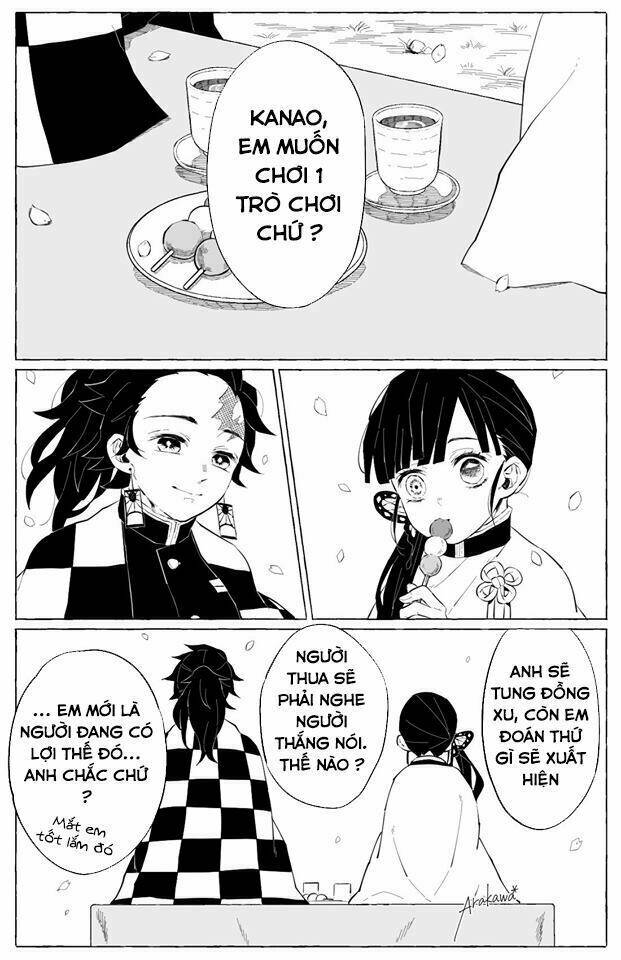 KANAO,
EM MUỐN
CHƠI 1
TRÒ CHƠI
CHỨ ?
ANH SẼ
TUNG ĐỒNG
XU, CÒN EM
ĐOÁN THỨ
GÌ SẼ XUẤT
HIỆN
NGƯỜI
THUA SẼ
PHẢI NGHE
NGƯỜI
THẮNG NÓI.
THẾ NÀO ?
... EM MỚI LÀ
NGƯỜI ĐANG CÓ
LỢI THẾ ĐÓ...
ANH CHẮC CHỨ
?
Mắt em
tốt lắm đó
Arakawa*